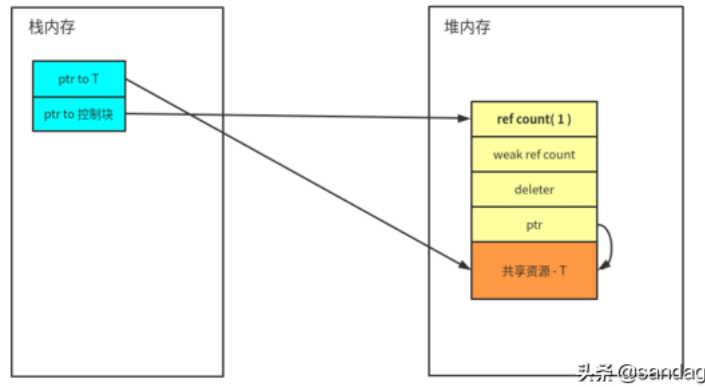 栈内存
堆内存
ptr to T
ptr to 控制块
ref count( 1 )
weak ref count
deleter
ptr
共享资源 - T
头条 @sandag